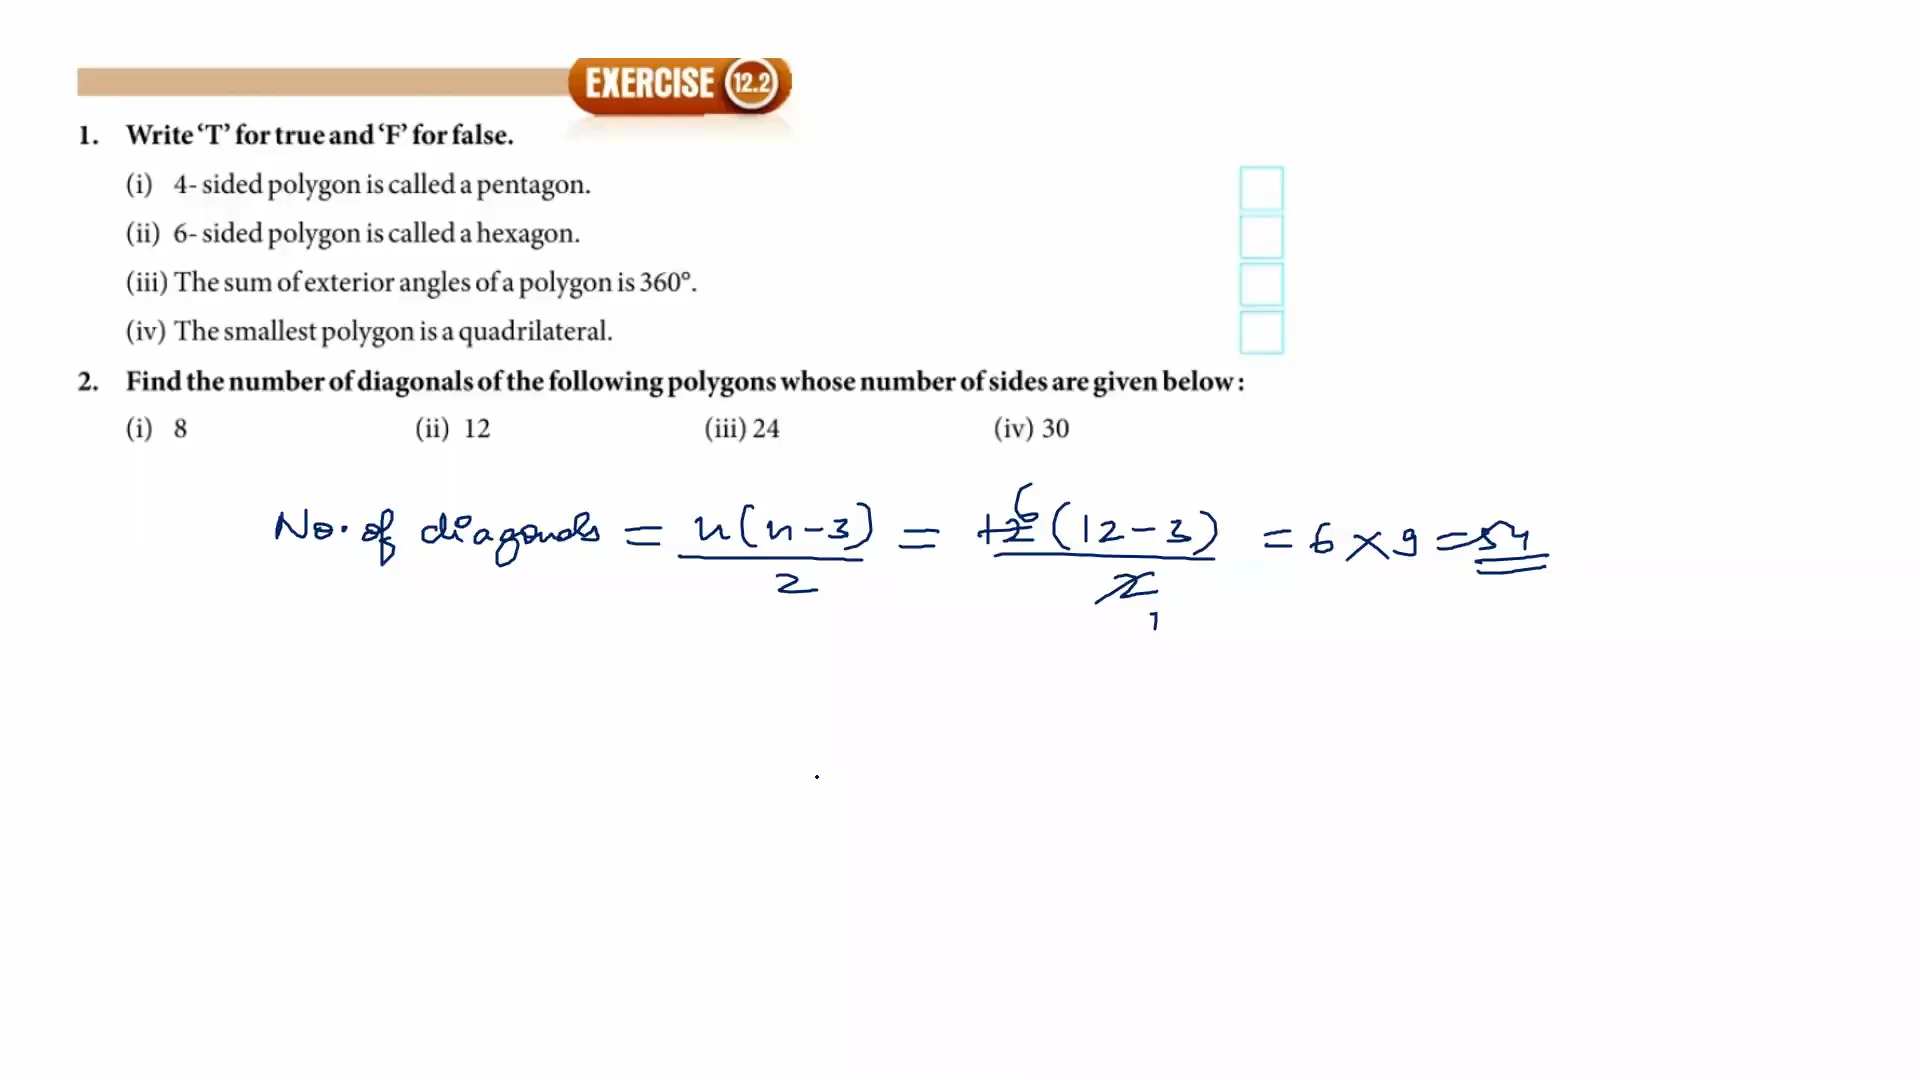 EXERCISE 12.2
1. Write ‘T’ for true and ‘F’ for false.
(i) 4- sided polygon is called a pentagon.
(ii) 6- sided polygon is called a hexagon.
(iii) The sum of exterior angles of a polygon is 360°.
(iv) The smallest polygon is a quadrilateral.
2. Find the number of diagonals of the following polygons whose number of sides are given below :
(i) 8 (ii) 12 (iii) 24 (iv) 30
6
No. of diagonals = n(n-3) = 12 (12-3) = 6 × 9 = 54
2 2
1